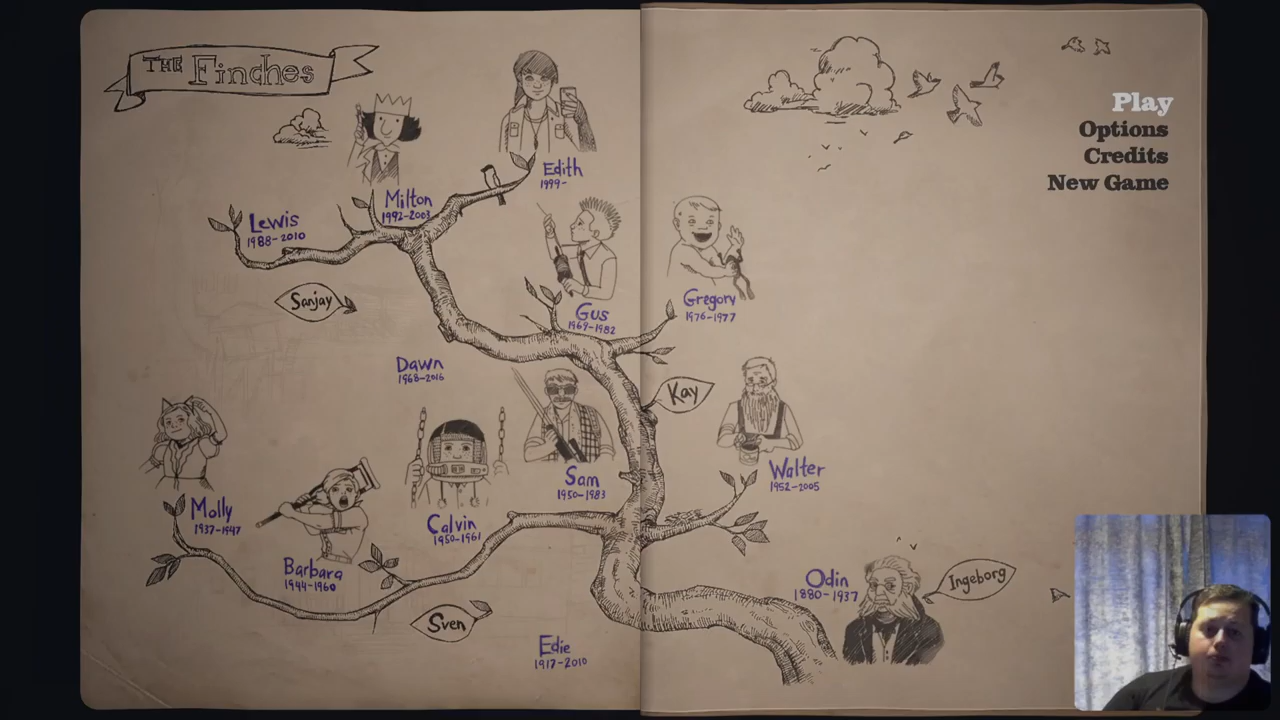 THE Finches
Play
Options
Credits
New Game
Edith
1999-
Milton
1992-2003
Lewis
1988-2010
Sanjay
Gus
1969-1982
Gregory
1976-1977
Dawn
1968-2016
Kay
Sam
1950-1983
Walter
1952-2005
Molly
1937-1947
Calvin
1950-1961
Barbara
1944-1960
Sven
Odin
1880-1937
Ingeborg
Edie
1917-2010